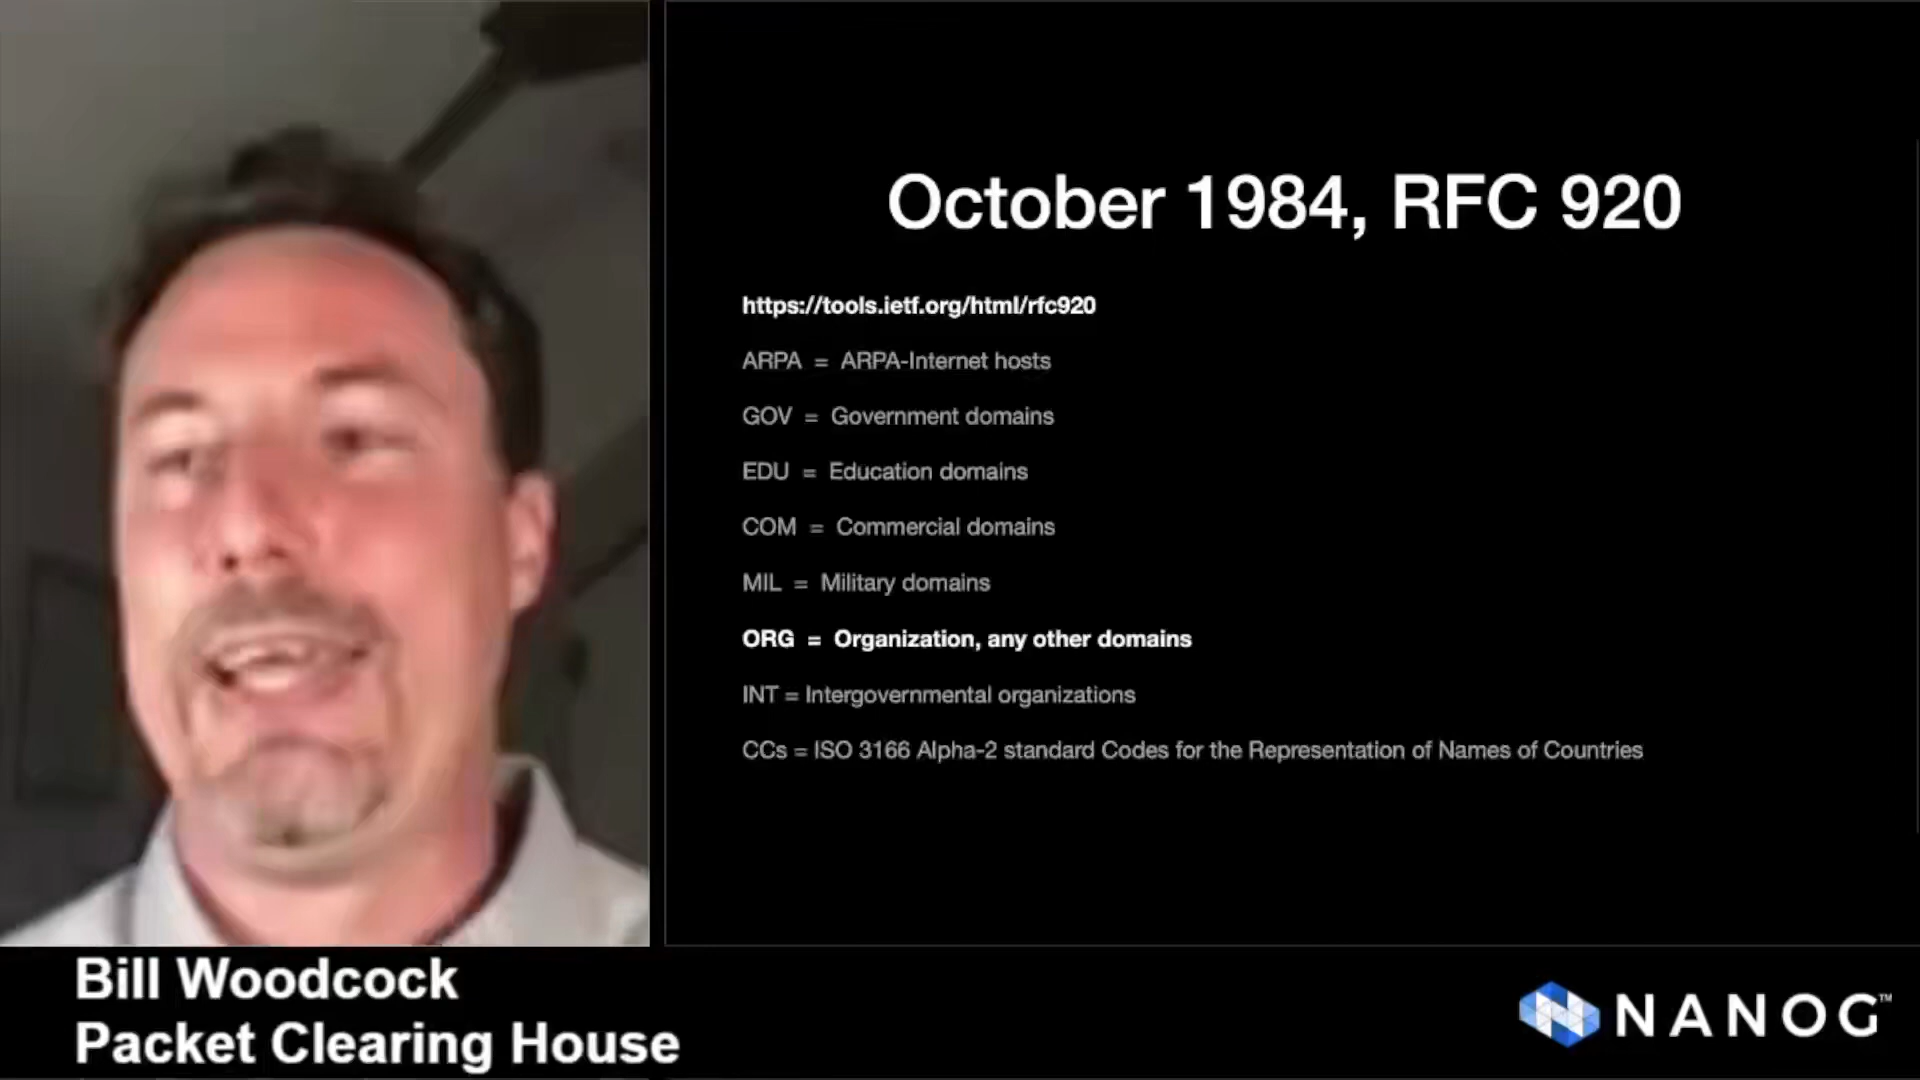 October 1984, RFC 920
https://tools.ietf.org/html/rfc920
ARPA = ARPA-Internet hosts
GOV = Government domains
EDU = Education domains
COM = Commercial domains
MIL = Military domains
ORG = Organization, any other domains
INT = Intergovernmental organizations
CCs = ISO 3166 Alpha-2 standard Codes for the Representation of Names of Countries
Bill Woodcock
Packet Clearing House
NANOG™